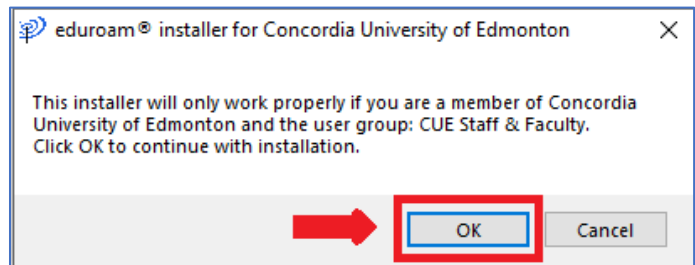 eduroam® installer for Concordia University of Edmonton
This installer will only work properly if you are a member of Concordia
University of Edmonton and the user group: CUE Staff & Faculty.
Click OK to continue with installation.
OK Cancel